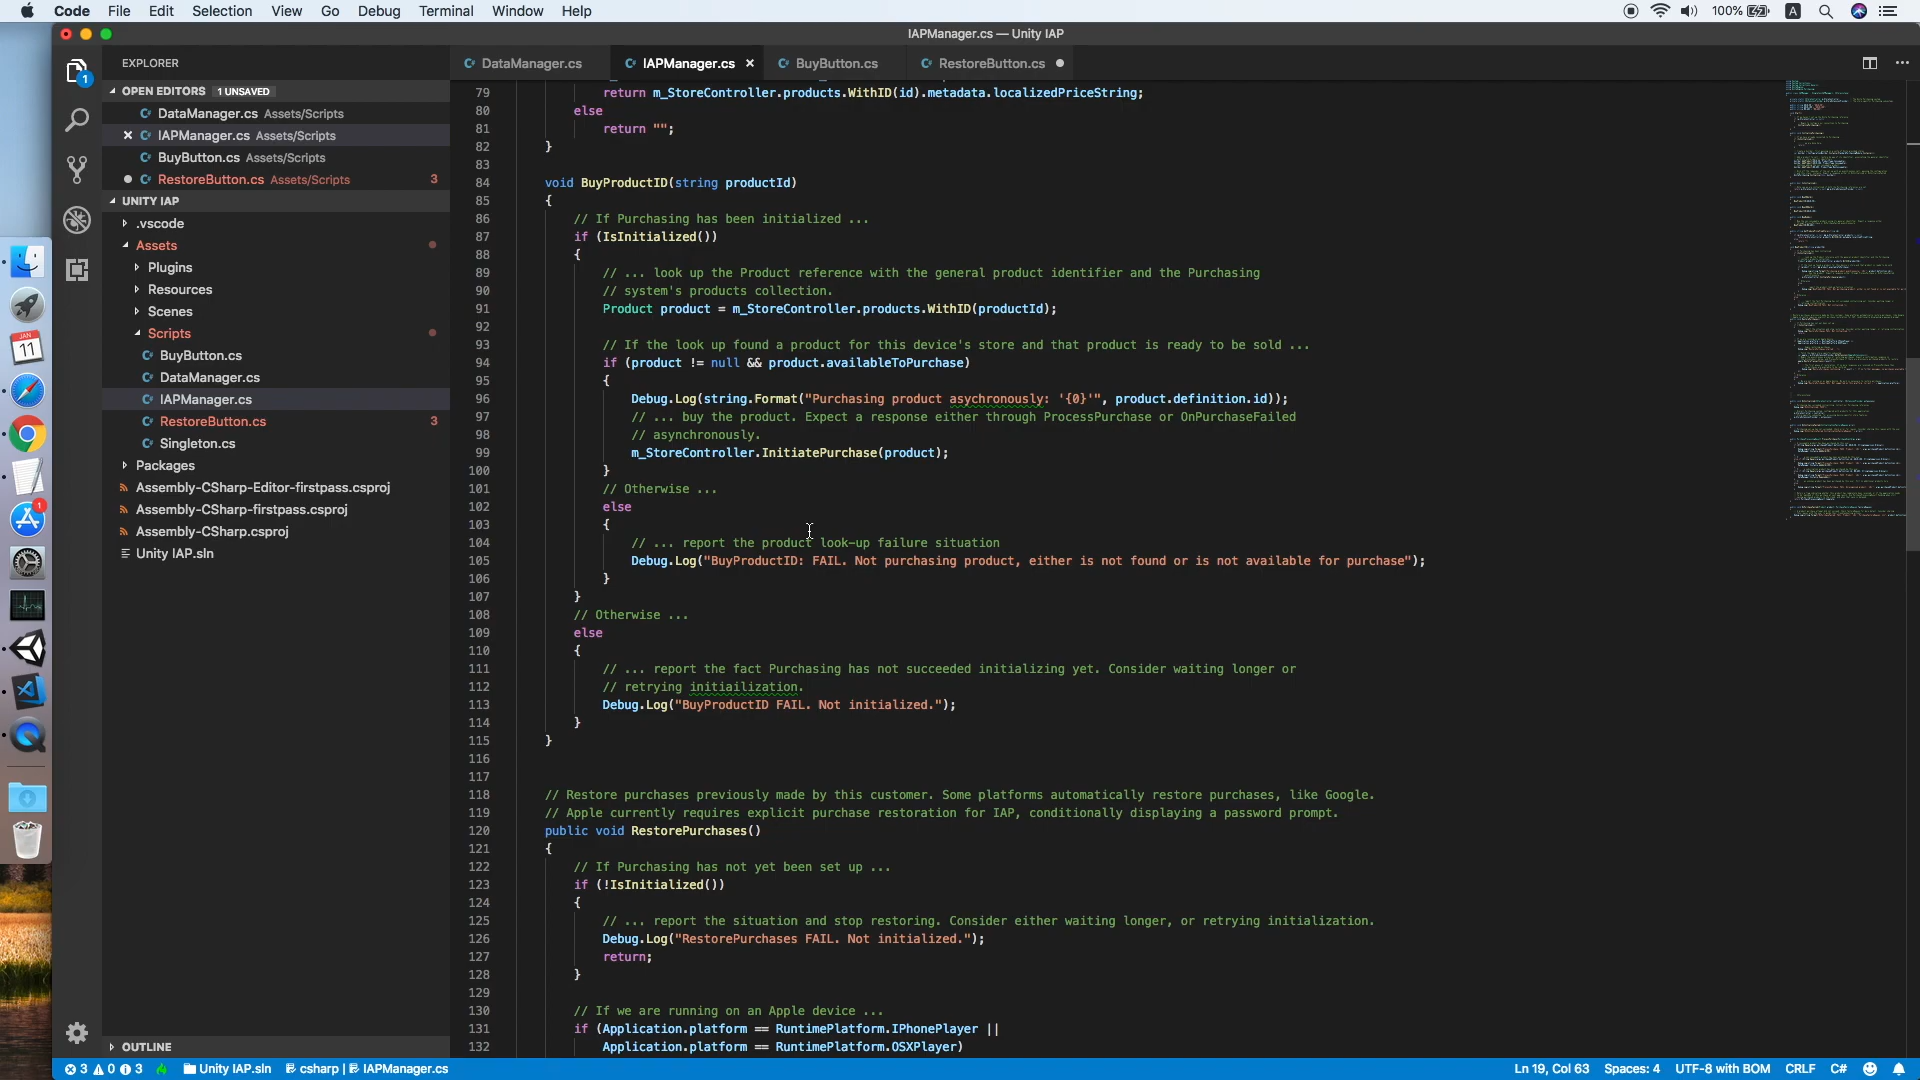 Code File Edit Selection View Go Debug Terminal Window Help 100% A
IAPManager.cs — Unity IAP
EXPLORER
DataManager.cs IAPManager.cs BuyButton.cs RestoreButton.cs
OPEN EDITORS 1 UNSAVED
DataManager.cs Assets/Scripts
IAPManager.cs Assets/Scripts
BuyButton.cs Assets/Scripts
RestoreButton.cs Assets/Scripts 3
UNITY IAP
.vscode
Assets
Plugins
Resources
Scenes
Scripts
BuyButton.cs
DataManager.cs
IAPManager.cs
RestoreButton.cs 3
Singleton.cs
Packages
Assembly-CSharp-Editor-firstpass.csproj
Assembly-CSharp-firstpass.csproj
Assembly-CSharp.csproj
Unity IAP.sln
OUTLINE
1
JAN
11
1
79 return m_StoreController.products.WithID(id).metadata.localizedPriceString;
80 else
81 return "";
82 }
83
84 void BuyProductID(string productId)
85 {
86 // If Purchasing has been initialized ...
87 if (IsInitialized())
88 {
89 // ... look up the Product reference with the general product identifier and the Purchasing
90 // system's products collection.
91 Product product = m_StoreController.products.WithID(productId);
92
93 // If the look up found a product for this device's store and that product is ready to be sold ...
94 if (product != null && product.availableToPurchase)
95 {
96 Debug.Log(string.Format("Purchasing product asychronously: '{0}'", product.definition.id));
97 // ... buy the product. Expect a response either through ProcessPurchase or OnPurchaseFailed
98 // asynchronously.
99 m_StoreController.InitiatePurchase(product);
100 }
101 // Otherwise ...
102 else
103 {
104 // ... report the product look-up failure situation
105 Debug.Log("BuyProductID: FAIL. Not purchasing product, either is not found or is not available for purchase");
106 }
107 }
108 // Otherwise ...
109 else
110 {
111 // ... report the fact Purchasing has not succeeded initializing yet. Consider waiting longer or
112 // retrying initiailization.
113 Debug.Log("BuyProductID FAIL. Not initialized.");
114 }
115 }
116
117
118 // Restore purchases previously made by this customer. Some platforms automatically restore purchases, like Google.
119 // Apple currently requires explicit purchase restoration for IAP, conditionally displaying a password prompt.
120 public void RestorePurchases()
121 {
122 // If Purchasing has not yet been set up ...
123 if (!IsInitialized())
124 {
125 // ... report the situation and stop restoring. Consider either waiting longer, or retrying initialization.
126 Debug.Log("RestorePurchases FAIL. Not initialized.");
127 return;
128 }
129
130 // If we are running on an Apple device ...
131 if (Application.platform == RuntimePlatform.IPhonePlayer ||
132 Application.platform == RuntimePlatform.OSXPlayer)
3 0 3 Unity IAP.sln csharp | IAPManager.cs Ln 19, Col 63 Spaces: 4 UTF-8 with BOM CRLF C#